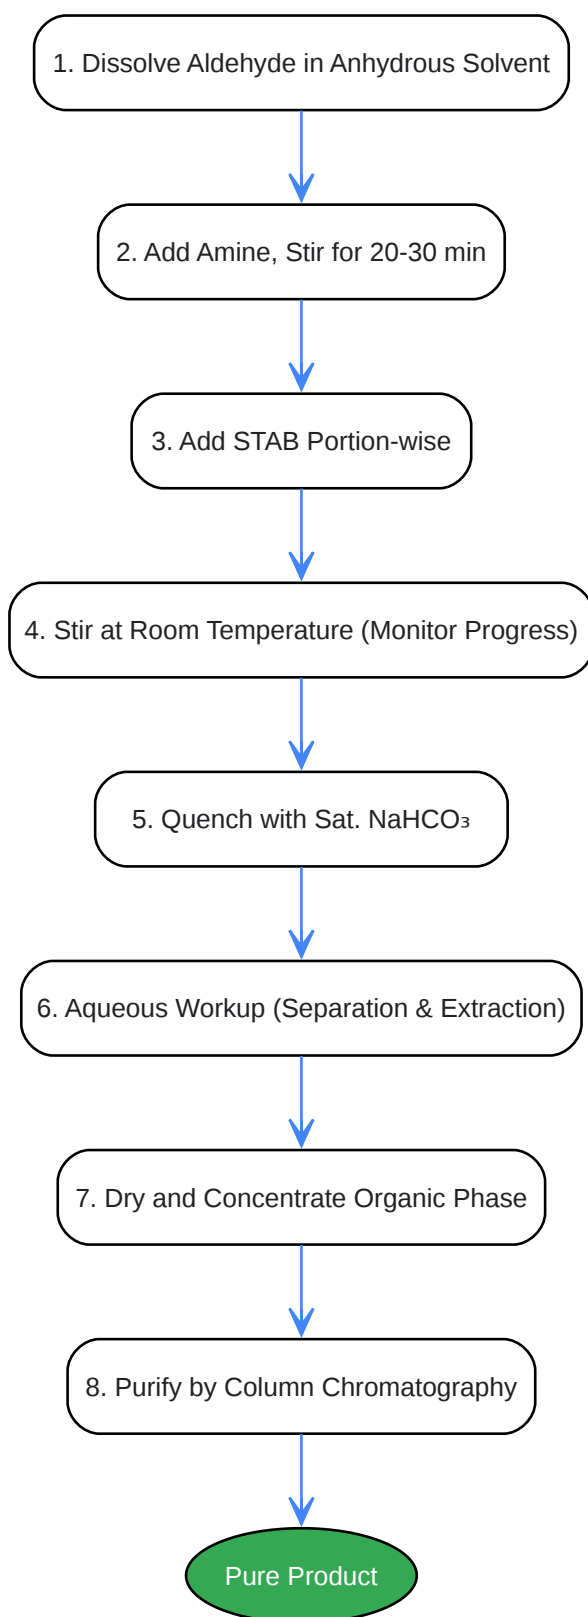 1. Dissolve Aldehyde in Anhydrous Solvent
2. Add Amine, Stir for 20-30 min
3. Add STAB Portion-wise
4. Stir at Room Temperature (Monitor Progress)
5. Quench with Sat. NaHCO₃
6. Aqueous Workup (Separation & Extraction)
7. Dry and Concentrate Organic Phase
8. Purify by Column Chromatography
Pure Product